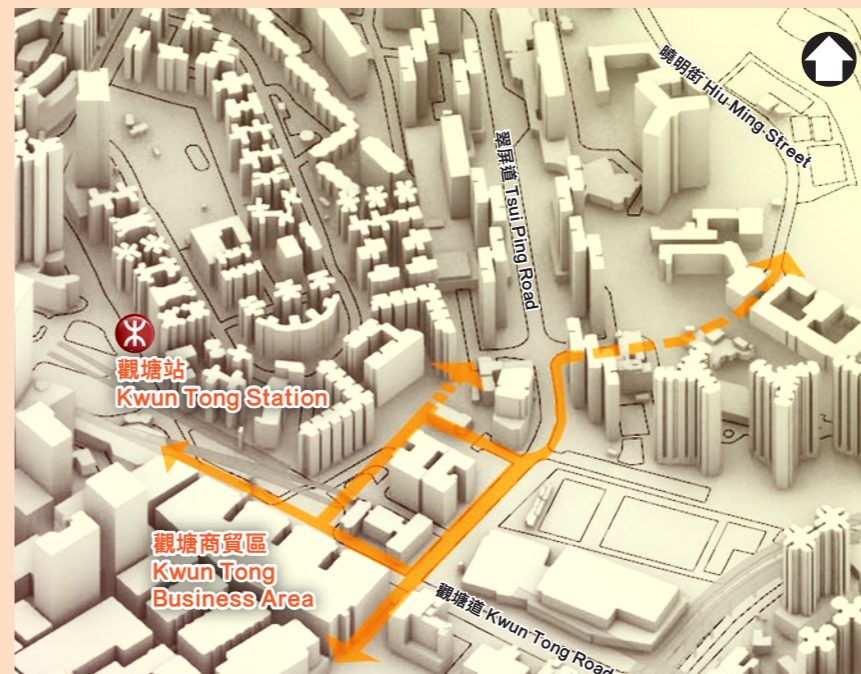 曉明街 Hiu Ming Street
翠屏道 Tsui Ping Road
觀塘站
Kwun Tong Station
觀塘商貿區
Kwun Tong
Business Area
觀塘道 Kwun Tong Road